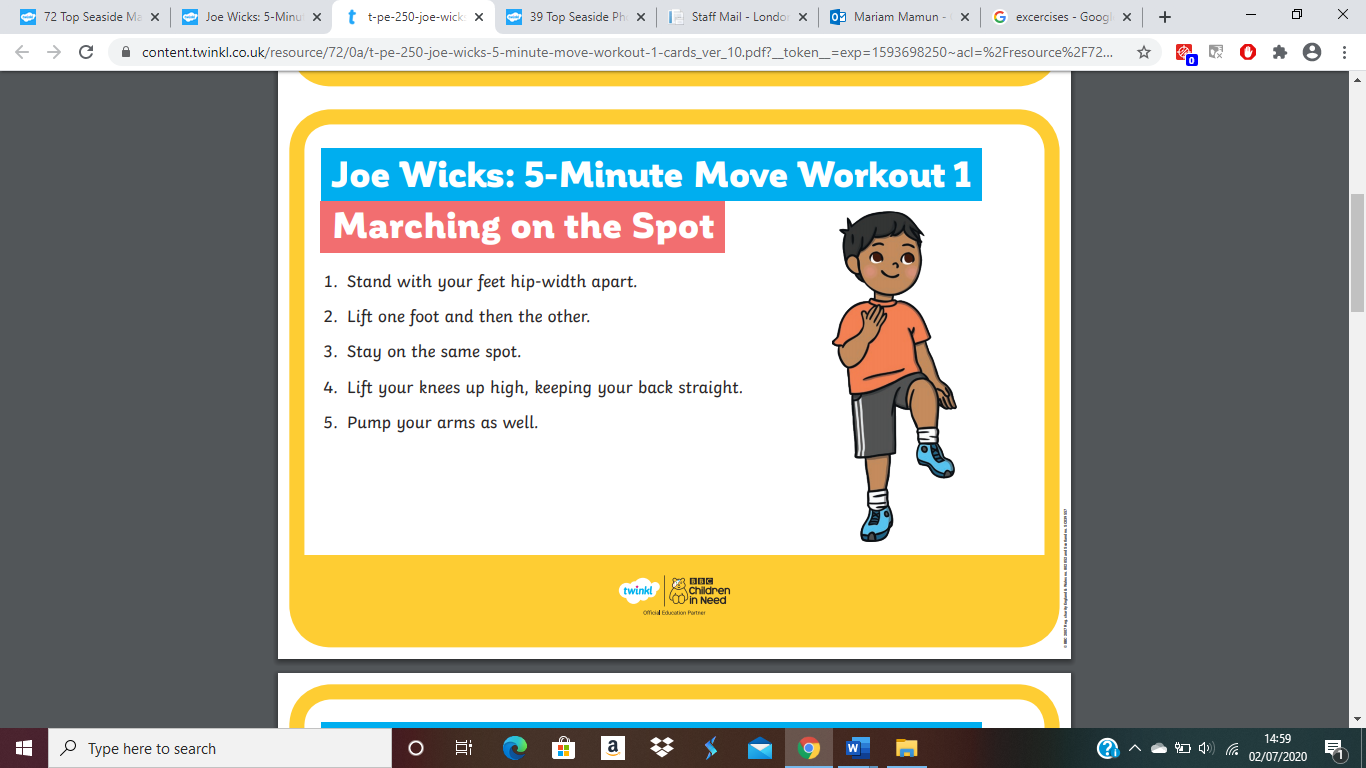 72 Top Seaside Ma
Joe Wicks: 5-Minu
t-pe-250-joe-wick
39 Top Seaside Ph
Staff Mail - Londo
Mariam Mamun -
excercises - Googl
content.twinkl.co.uk/resource/72/0a/t-pe-250-joe-wicks-5-minute-move-workout-1-cards_ver_10.pdf?__token__=exp=1593698250~acl=%2Fresource%2F72...
0
Joe Wicks: 5-Minute Move Workout 1
Marching on the Spot
1. Stand with your feet hip-width apart.
2. Lift one foot and then the other.
3. Stay on the same spot.
4. Lift your knees up high, keeping your back straight.
5. Pump your arms as well.
twinkl
BBC
Children
in Need
Official Education Partner
Type here to search
14:59
02/07/2020
1